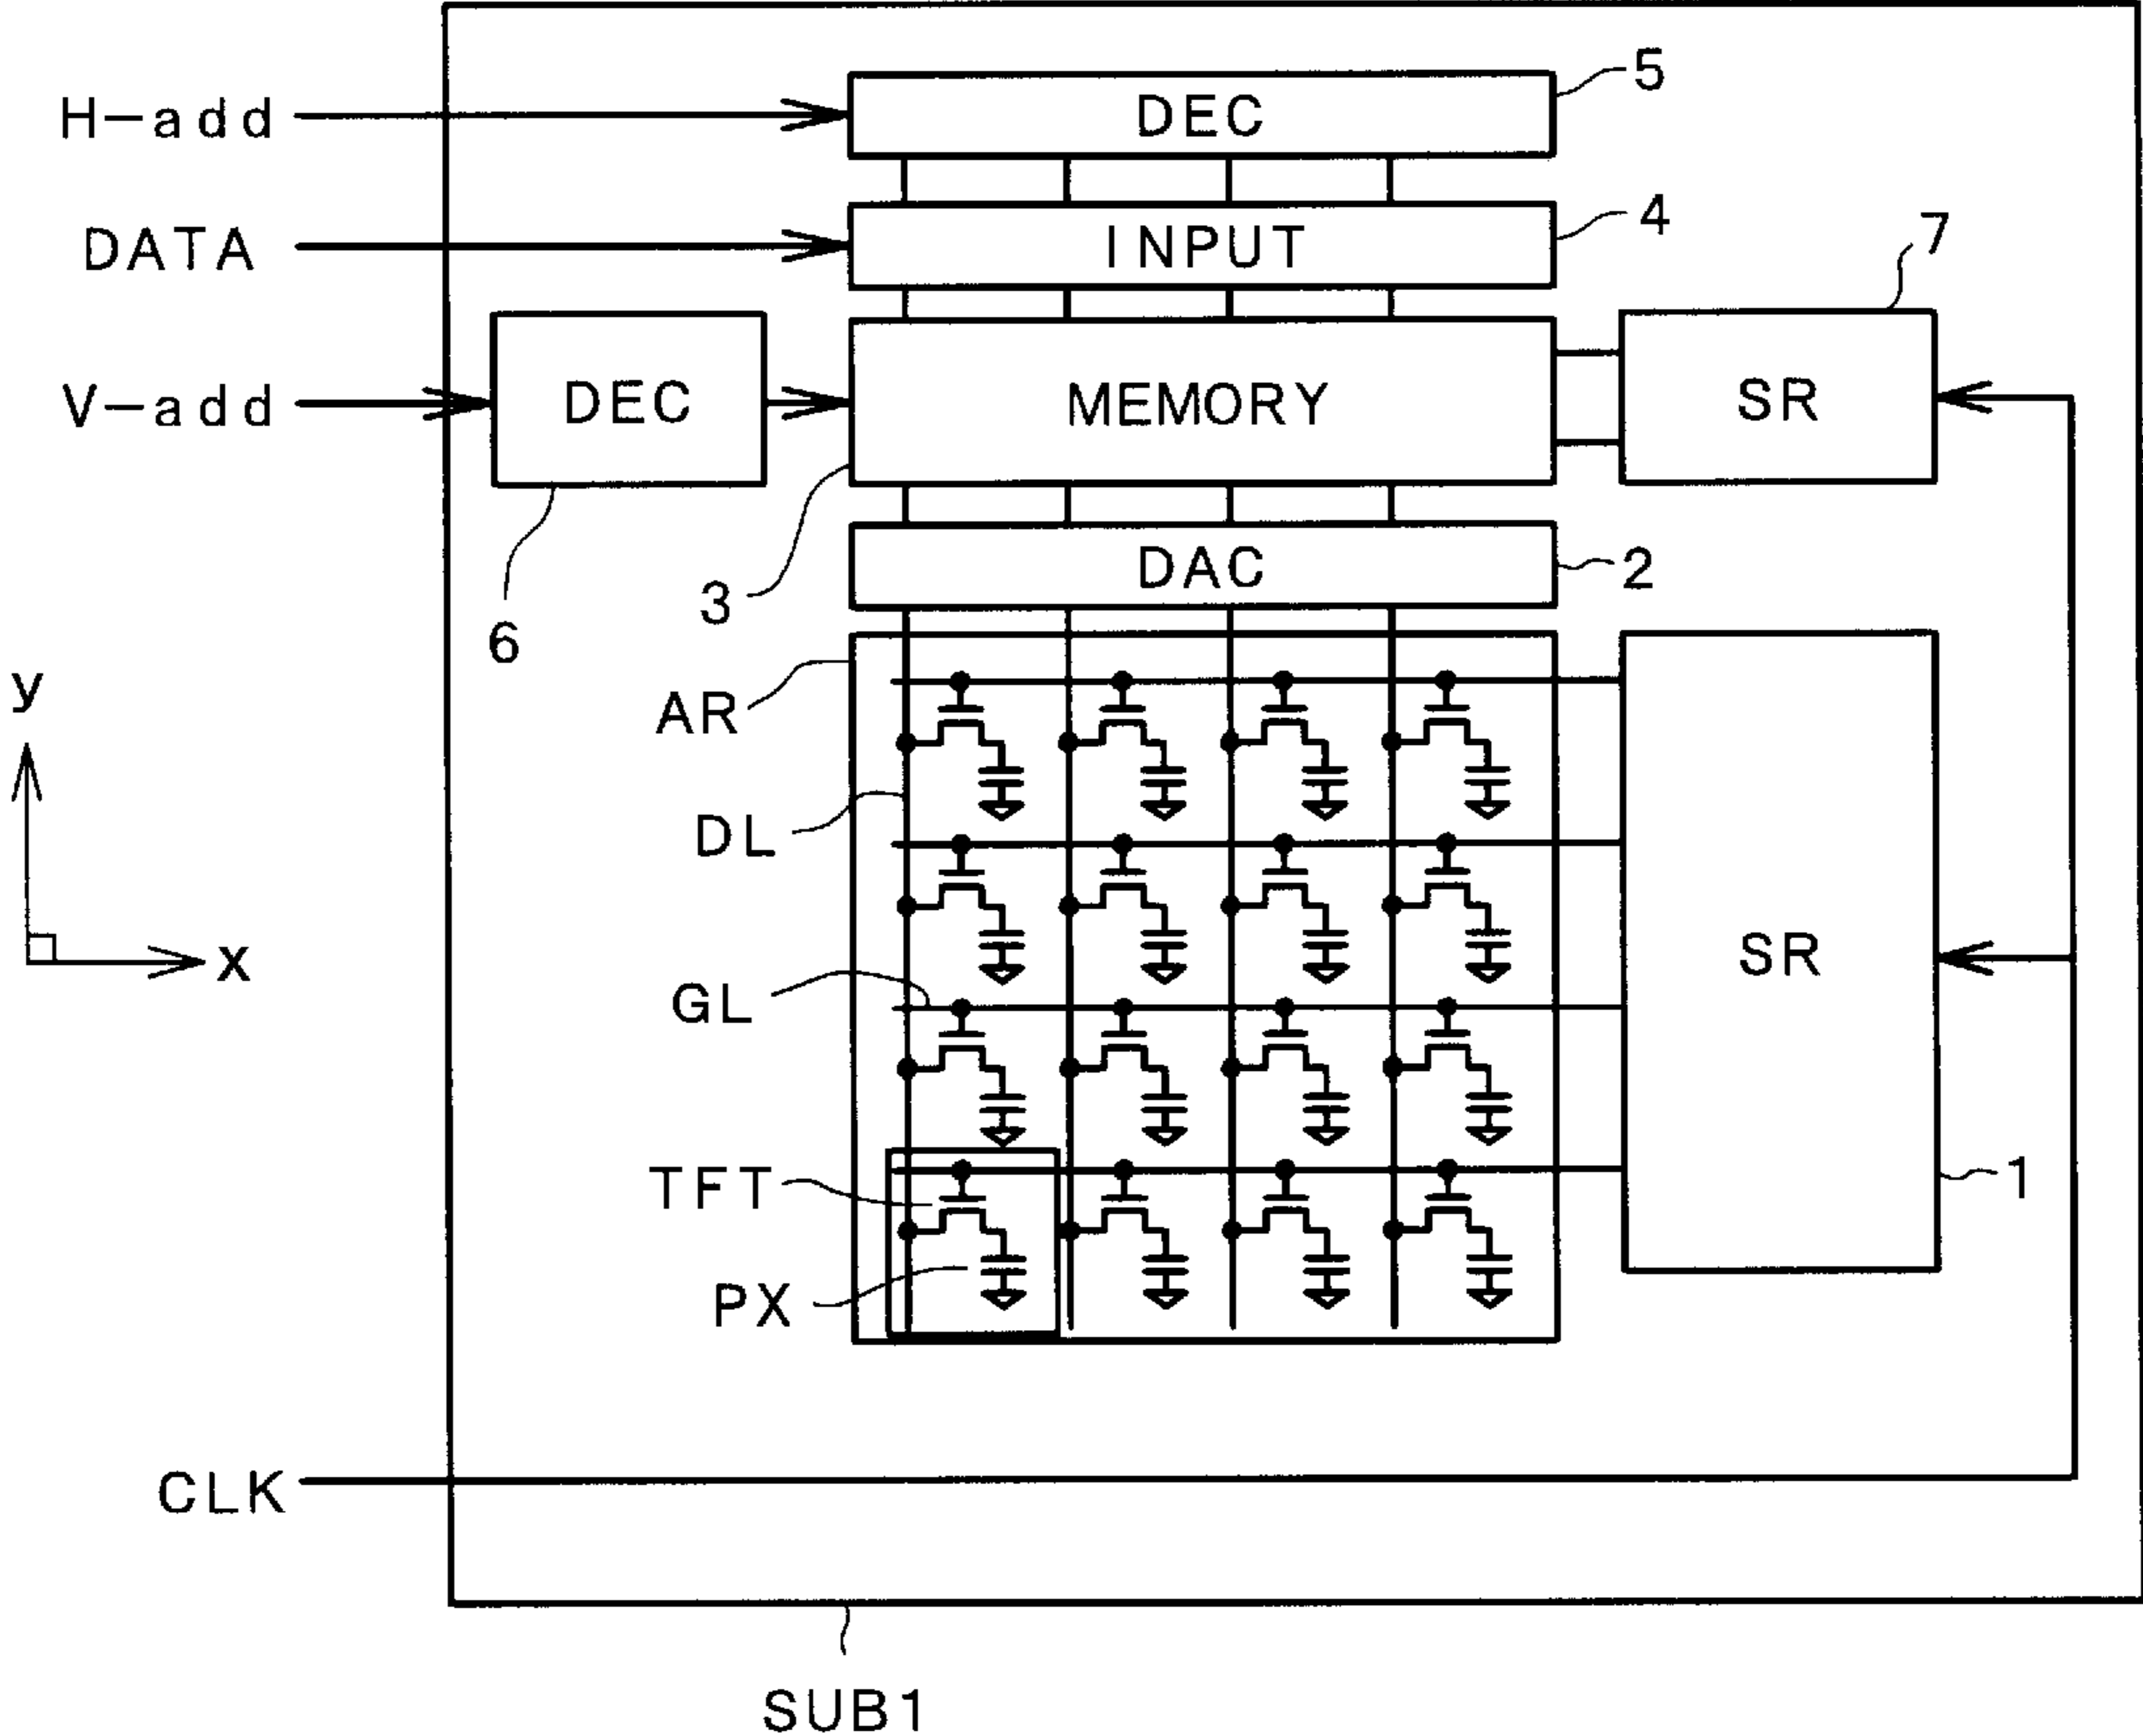 5
H-add
DEC
4
DATA
INPUT
7
V-add
DEC
MEMORY
SR
DAC
2
3
6
y
AR
DL
x
SR
GL
TFT
1
PX
CLK
SUB1